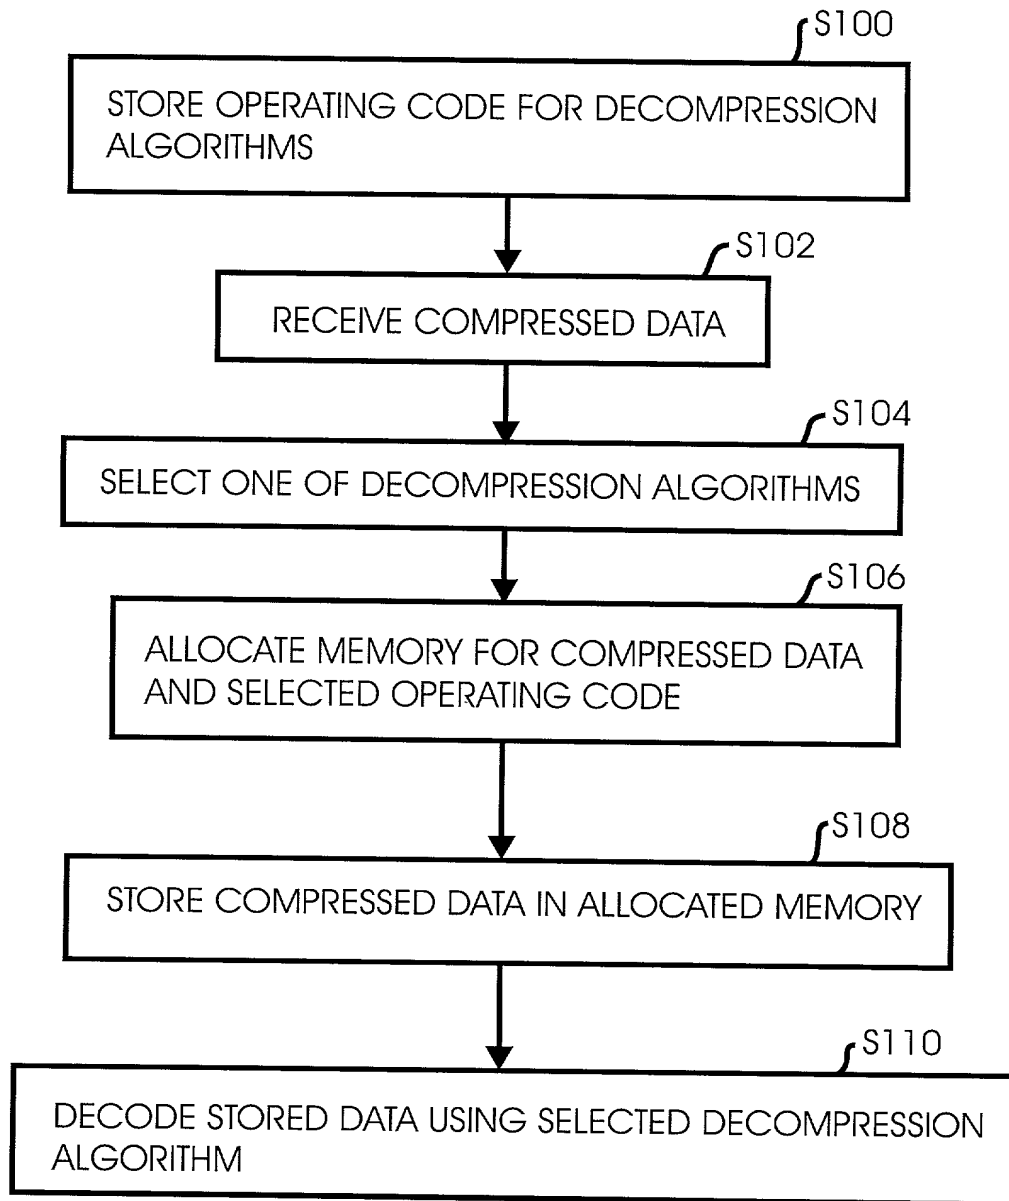 S100
STORE OPERATING CODE FOR DECOMPRESSION
ALGORITHMS
S102
RECEIVE COMPRESSED DATA
S104
SELECT ONE OF DECOMPRESSION ALGORITHMS
S106
ALLOCATE MEMORY FOR COMPRESSED DATA
AND SELECTED OPERATING CODE
S108
STORE COMPRESSED DATA IN ALLOCATED MEMORY
S110
DECODE STORED DATA USING SELECTED DECOMPRESSION
ALGORITHM